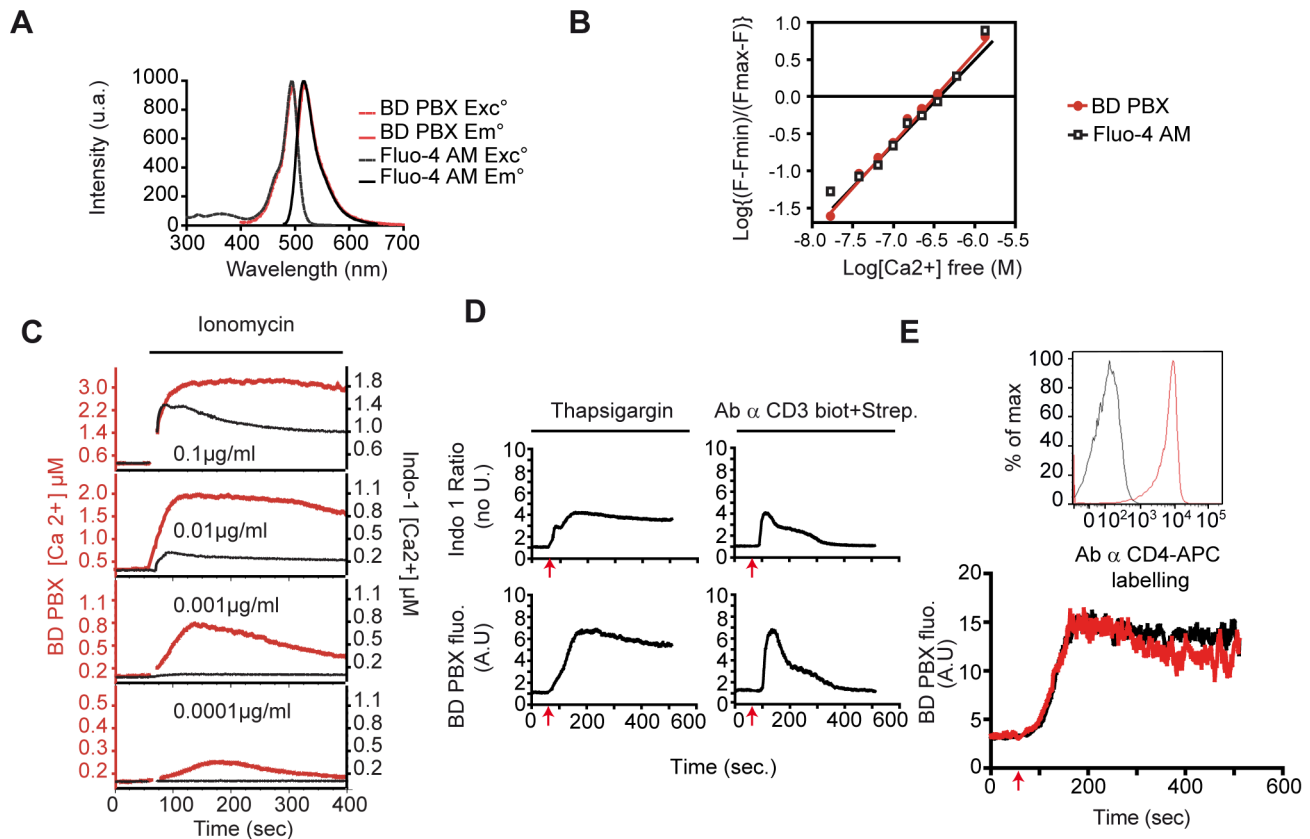 A
Intensity (u.a.)
1000
800
600
400
200
0
300 400 500 600 700
Wavelength (nm)
BD PBX Exc°
BD PBX Em°
Fluo-4 AM Exc°
Fluo-4 AM Em°
B
Log{(F-Fmin)/(Fmax-F)}
1.0
0.5
0.0
-0.5
-1.0
-1.5
-8.0 -7.5 -7.0 -6.5 -6.0 -5.5
Log[Ca2+] free (M)
BD PBX
Fluo-4 AM
C
Ionomycin
BD PBX [Ca 2+] µM
Indo-1 [Ca2+] µM
3.0
2.2
1.4
0.6
1.8
1.4
1.0
0.6
0.1µg/ml
2.0
1.5
1.0
0.5
1.1
0.8
0.5
0.2
0.01µg/ml
1.1
0.8
0.5
0.2
1.1
0.8
0.5
0.2
0.001µg/ml
0.5
0.4
0.3
0.2
1.1
0.8
0.5
0.2
0.0001µg/ml
0 100 200 300 400
Time (sec)
D
Thapsigargin
Ab α CD3 biot+Strep.
Indo 1 Ratio
(no U.)
10
8
6
4
2
0
10
8
6
4
2
0
BD PBX fluo.
(A.U)
10
8
6
4
2
0
10
8
6
4
2
0
0 200 400 600
0 200 400 600
Time (sec.)
E
% of max
100
80
60
40
20
0
0 10² 10³ 10⁴ 10⁵
Ab α CD4-APC
labelling
BD PBX fluo.
(A.U)
20
15
10
5
0
0 200 400 600
Time (sec)